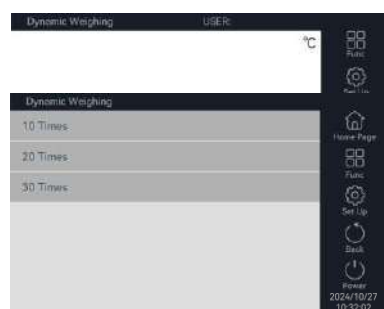 Dynamic Weighing USER:
°C
Func
Set Up
Dynamic Weighing
10 Times
20 Times
30 Times
Home Page
Func
Set Up
Back
Power
2024/10/27
10:32:02